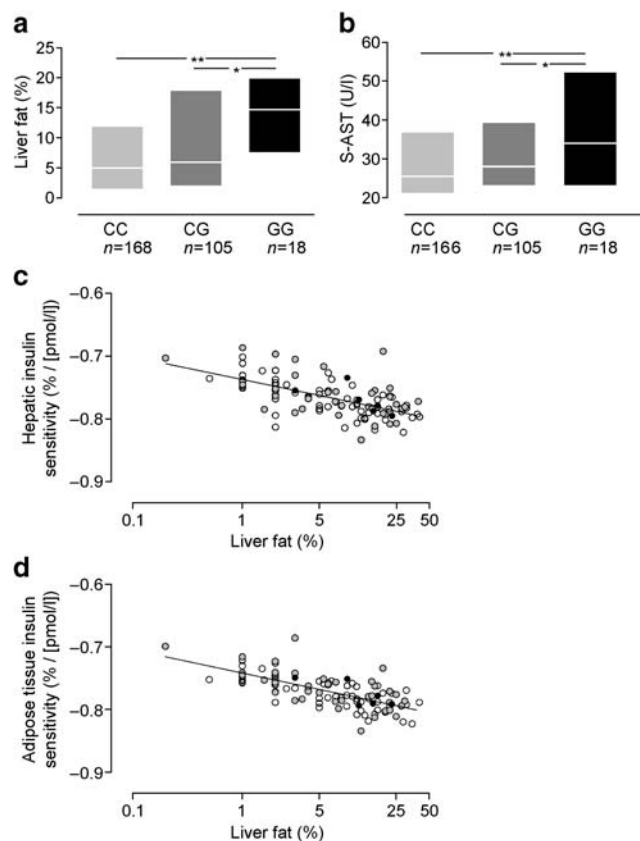 a
Liver fat (%)
25
20
15
10
5
0
**
*
CC
n=168
CG
n=105
GG
n=18
b
S-AST (U/l)
60
50
40
30
20
**
*
CC
n=166
CG
n=105
GG
n=18
c
Hepatic insulin
sensitivity (% / [pmol/l])
–0.6
–0.7
–0.8
–0.9
0.1
1
5
25
50
Liver fat (%)
d
Adipose tissue insulin
sensitivity (% / [pmol/l])
–0.6
–0.7
–0.8
–0.9
0.1
1
5
25
50
Liver fat (%)